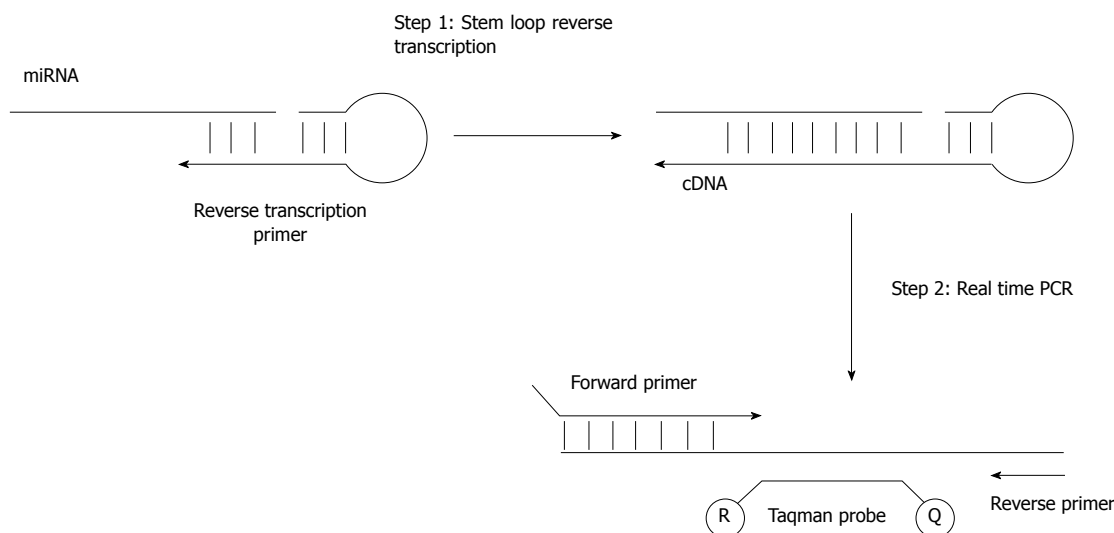 Step 1: Stem loop reverse
transcription
miRNA
cDNA
Reverse transcription
primer
Step 2: Real time PCR
Forward primer
Reverse primer
R
Taqman probe
Q